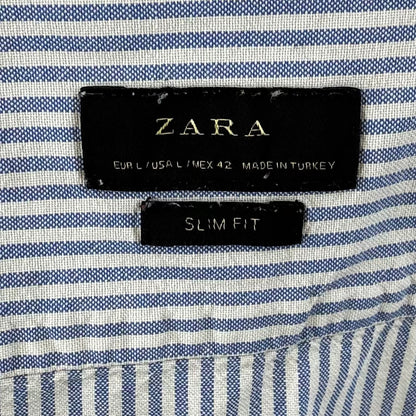 ZARA
EUR L / USA L / MEX 42 MADE IN TURKEY
SLIM FIT